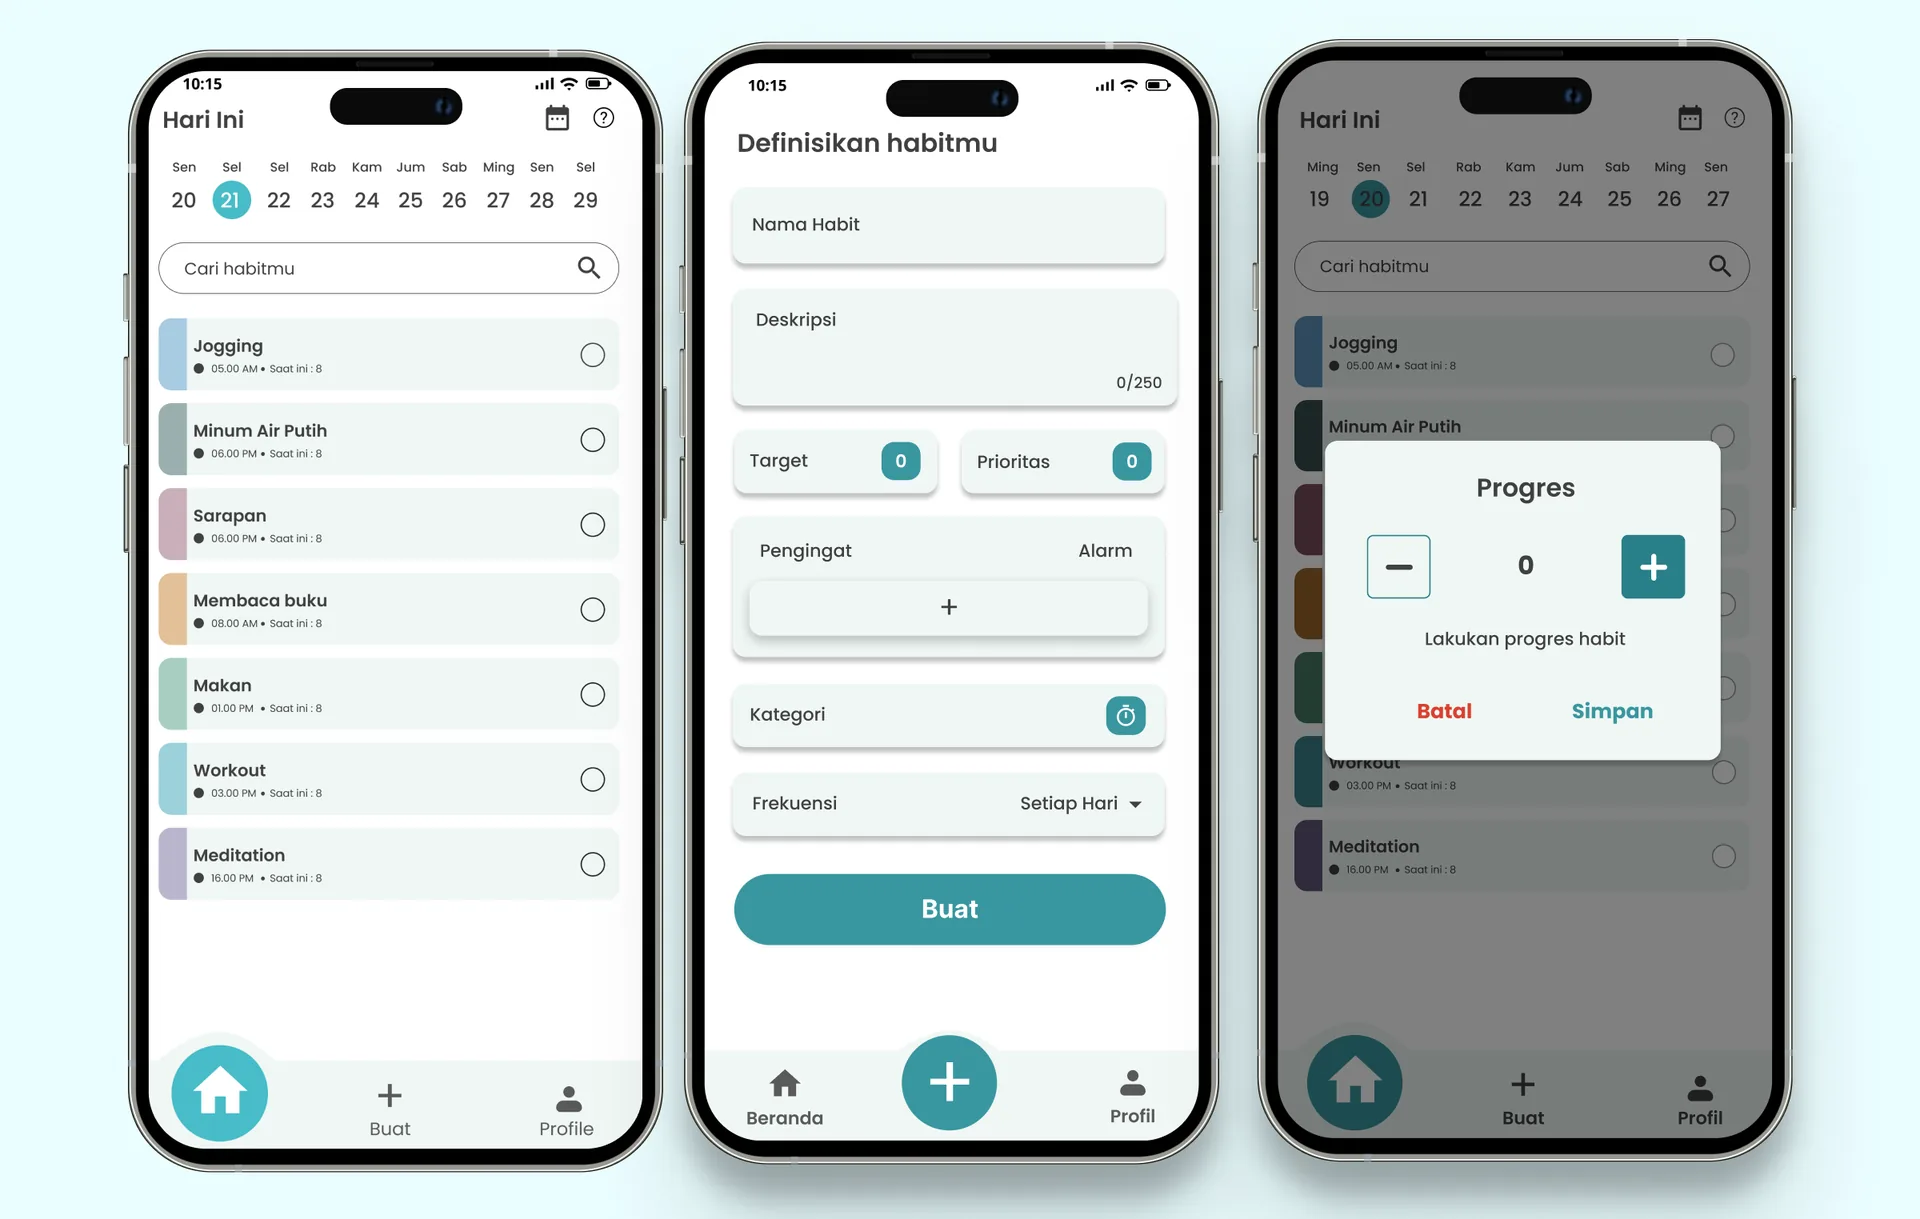 10:15
Hari Ini
Sen Sel Sel Rab Kam Jum Sab Ming Sen Sel
20 21 22 23 24 25 26 27 28 29
Cari habitmu
Jogging
05.00 AM • Saat ini : 8
Minum Air Putih
06.00 PM • Saat ini : 8
Sarapan
06.00 PM • Saat ini : 8
Membaca buku
08.00 AM • Saat ini : 8
Makan
01.00 PM • Saat ini : 8
Workout
03.00 PM • Saat ini : 8
Meditation
16.00 PM • Saat ini : 8
Buat
Profile
10:15
Definisikan habitmu
Nama Habit
Deskripsi
0/250
Target 0
Prioritas 0
Pengingat Alarm
+
Kategori
Frekuensi Setiap Hari
Buat
Beranda
Profil
Hari Ini
Ming Sen Sel Rab Kam Jum Sab Ming Sen
19 20 21 22 23 24 25 26 27
Cari habitmu
Jogging
05.00 AM • Saat ini : 8
Minum Air Putih
Progres
0
Lakukan progres habit
Batal Simpan
Workout
03.00 PM • Saat ini : 8
Meditation
16.00 PM • Saat ini : 8
Buat
Profil